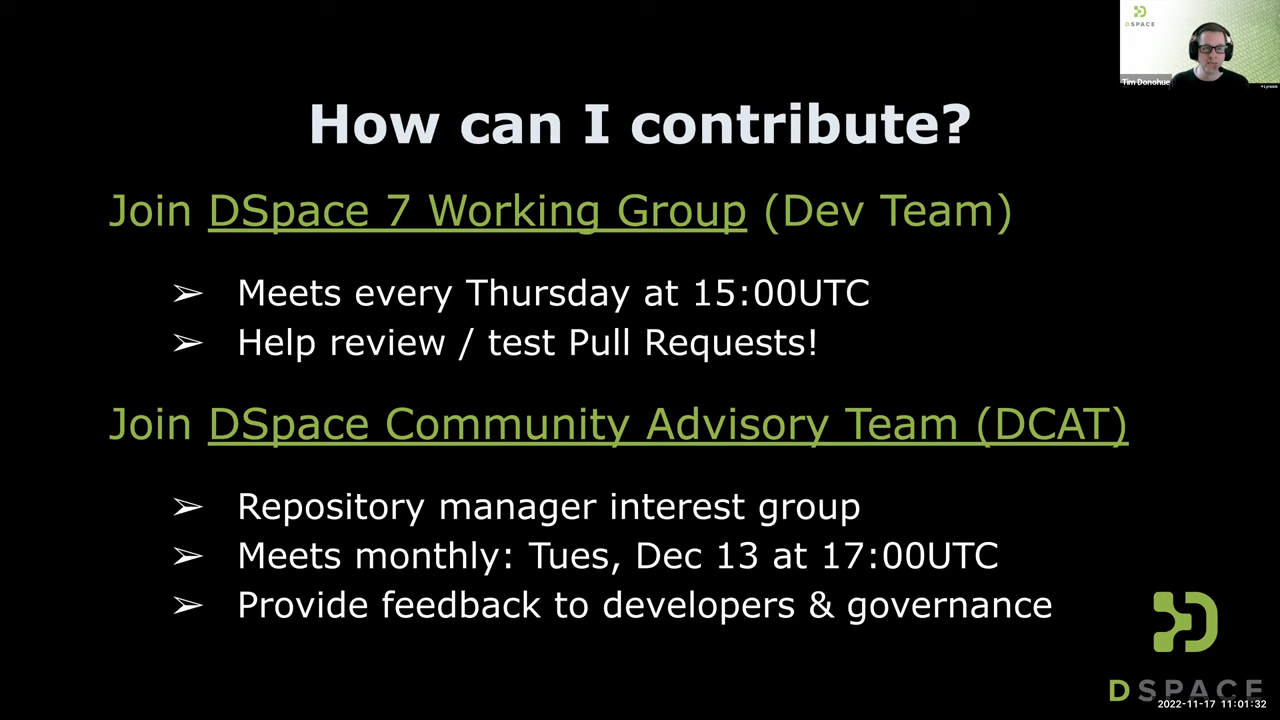 DSPACE
Tim Donohue
How can I contribute?
Join DSpace 7 Working Group (Dev Team)
➢ Meets every Thursday at 15:00UTC
➢ Help review / test Pull Requests!
Join DSpace Community Advisory Team (DCAT)
➢ Repository manager interest group
➢ Meets monthly: Tues, Dec 13 at 17:00UTC
➢ Provide feedback to developers & governance
DSPACE
2022-11-17 11:01:32